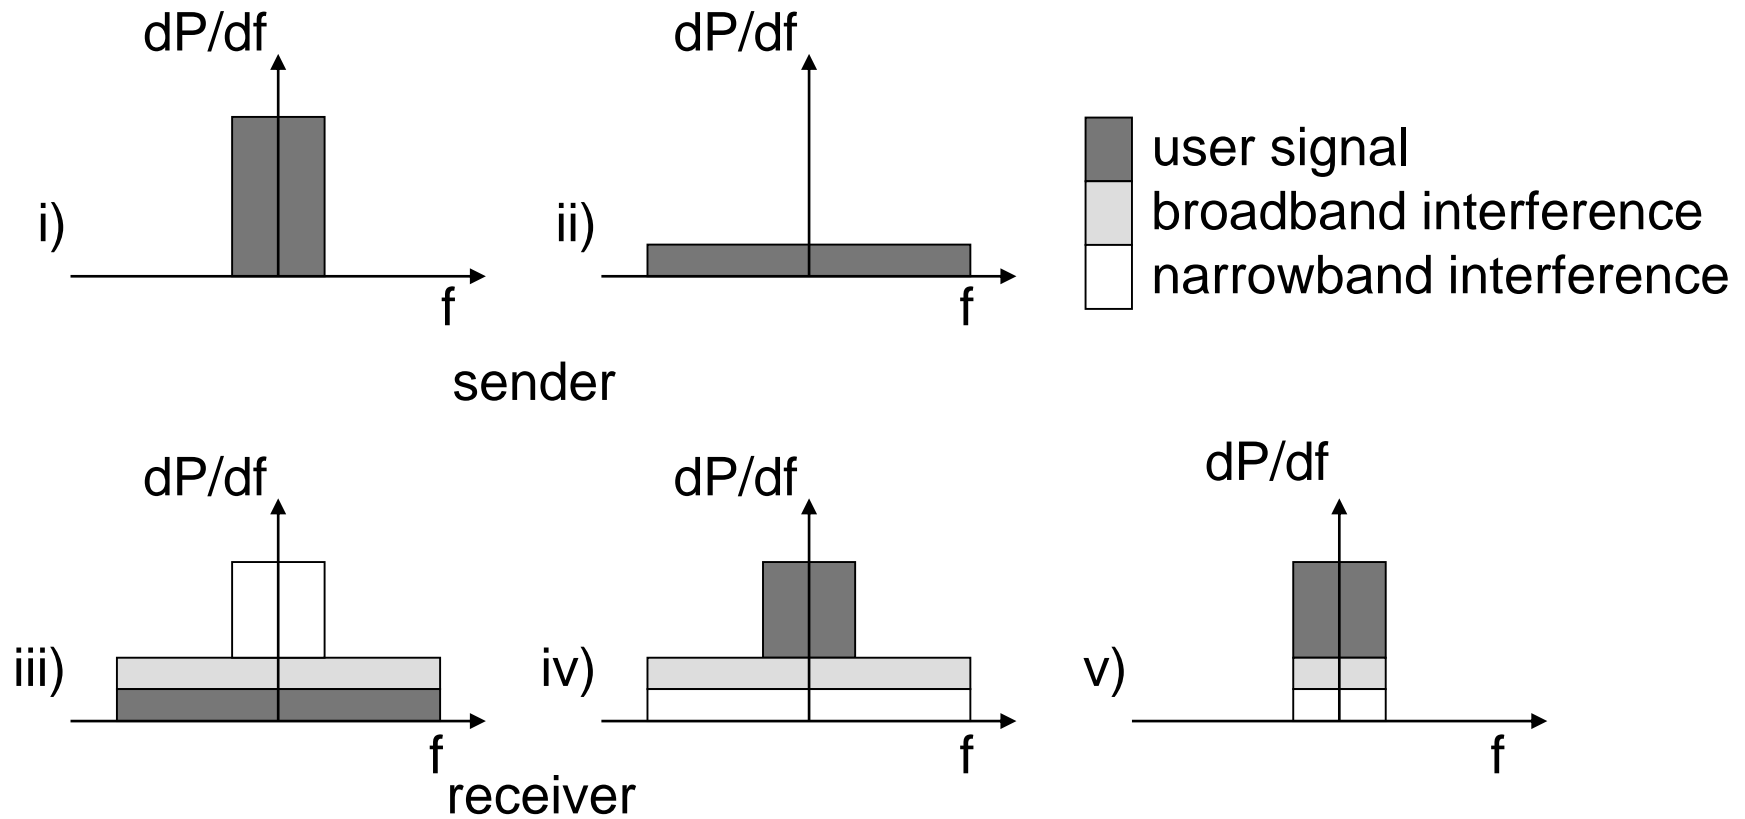 dP/df
dP/df
user signal
broadband interference
narrowband interference
i)
ii)
f
f
sender
dP/df
dP/df
dP/df
iii)
iv)
v)
f
f
f
receiver